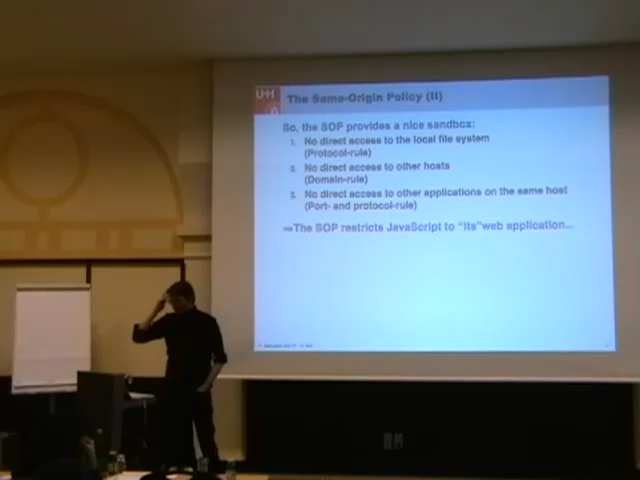 UH
The Same-Origin Policy (II)
So, the SOP provides a nice sandbox:
1. No direct access to the local file system
(Protocol-rule)
2. No direct access to other hosts
(Domain-rule)
3. No direct access to other applications on the same host
(Port- and protocol-rule)
⇒The SOP restricts JavaScript to "its"web application...